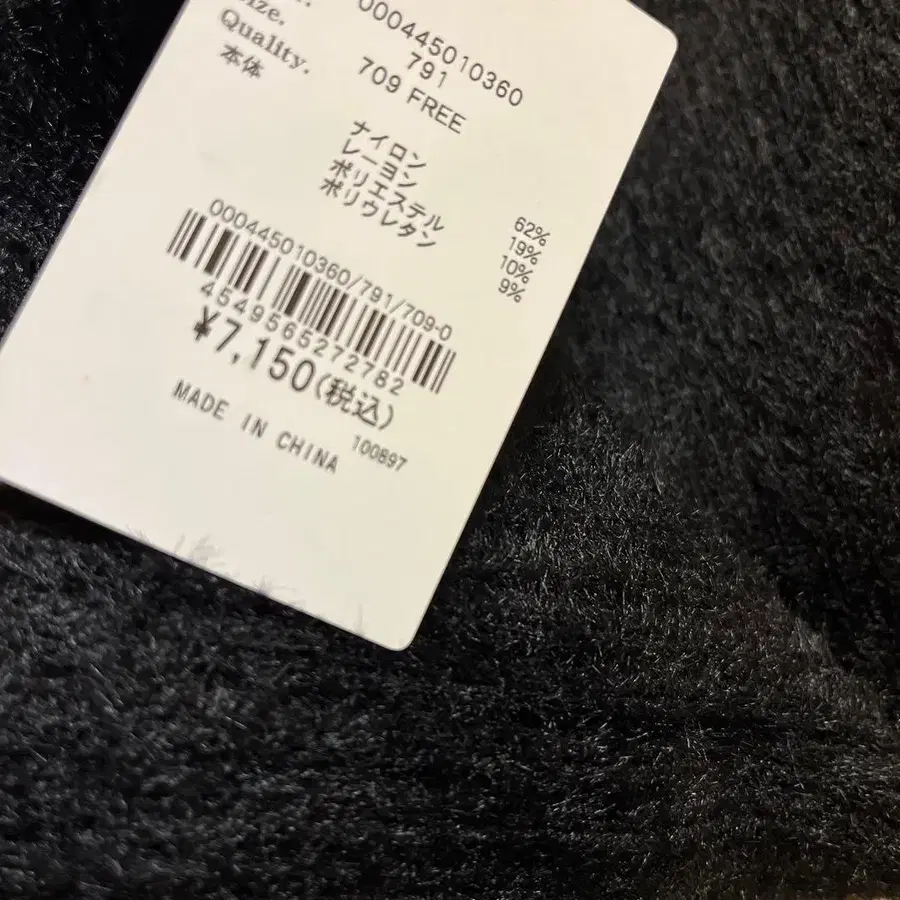 000445010360
791
Size. 709 FREE
Quality.
本体
ナイロン 62%
レーヨン 19%
ポリエステル 10%
ポリウレタン 9%
000445010360/791/709-0
4549565272782
¥7,150(税込)
100897
MADE IN CHINA